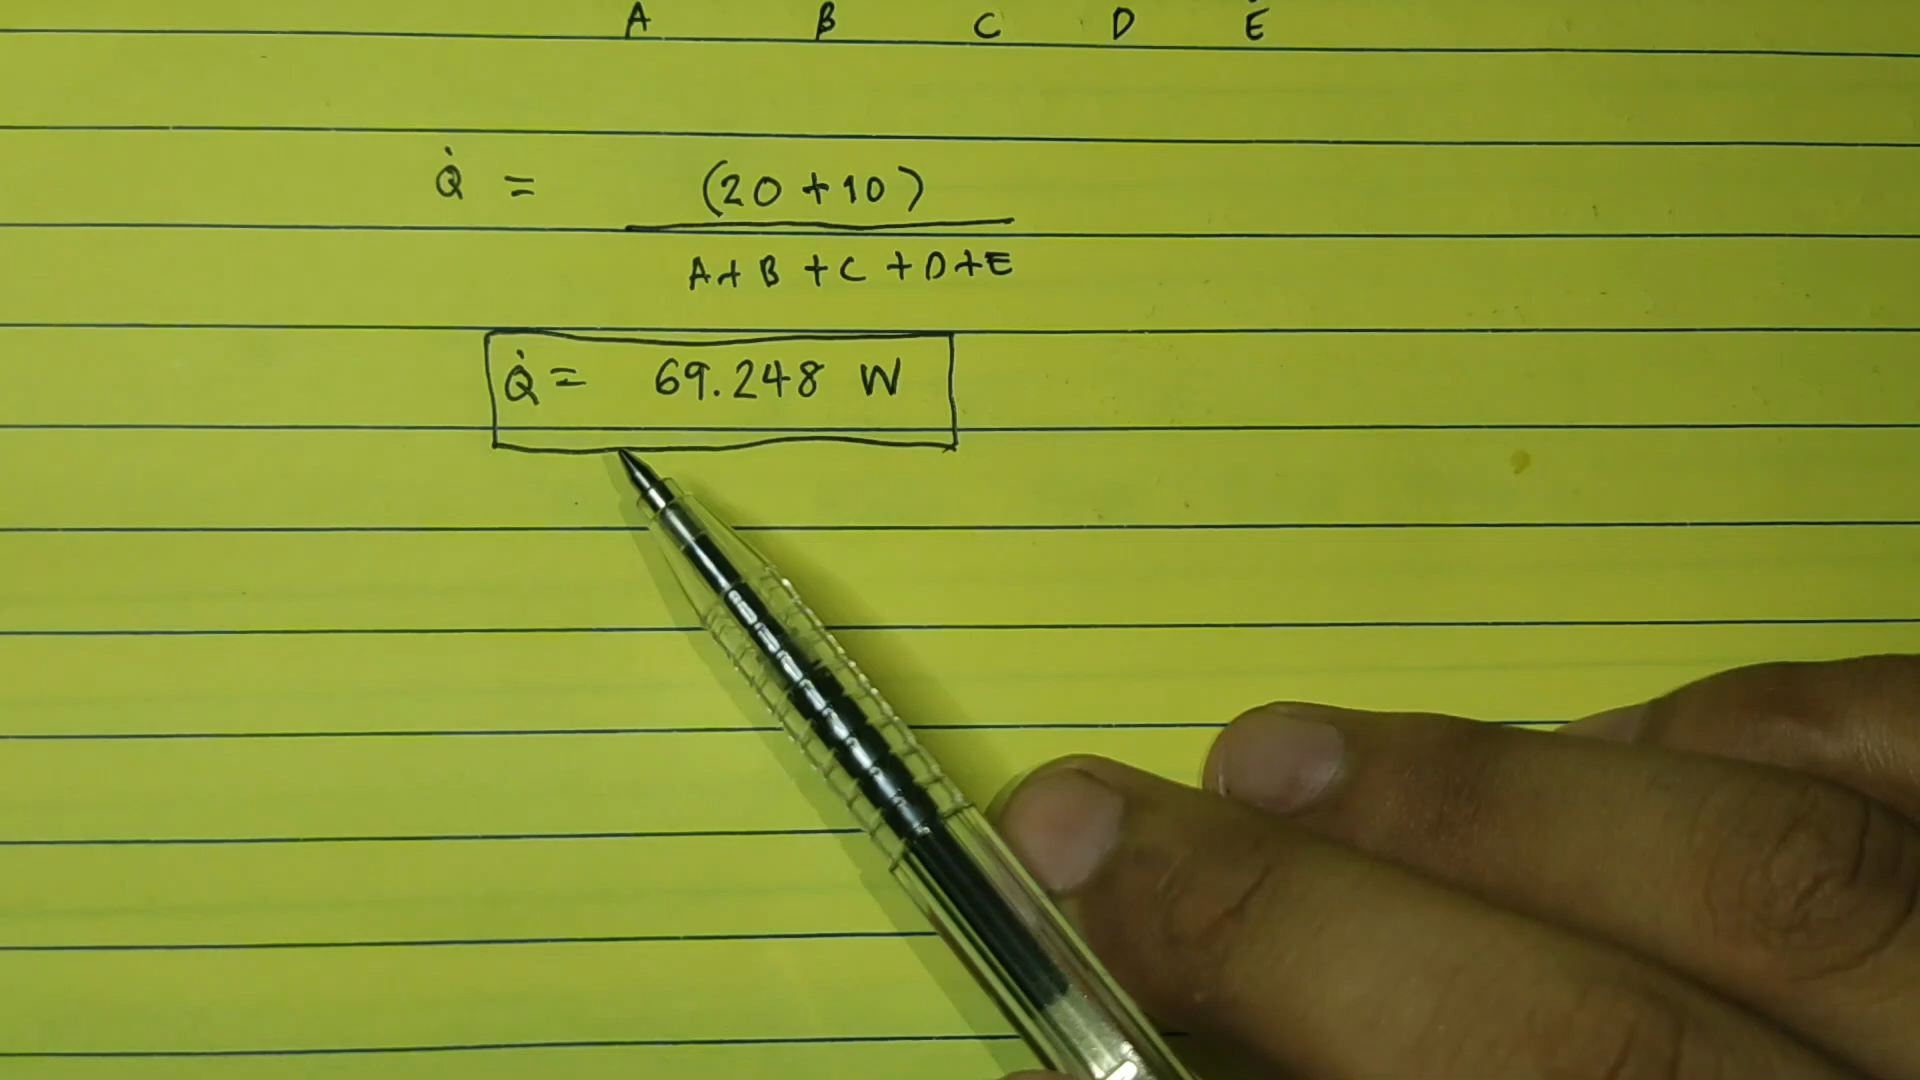 A B C D E
Q̇ = (20 + 10)
A + B + C + D + E
Q̇ = 69.248 W